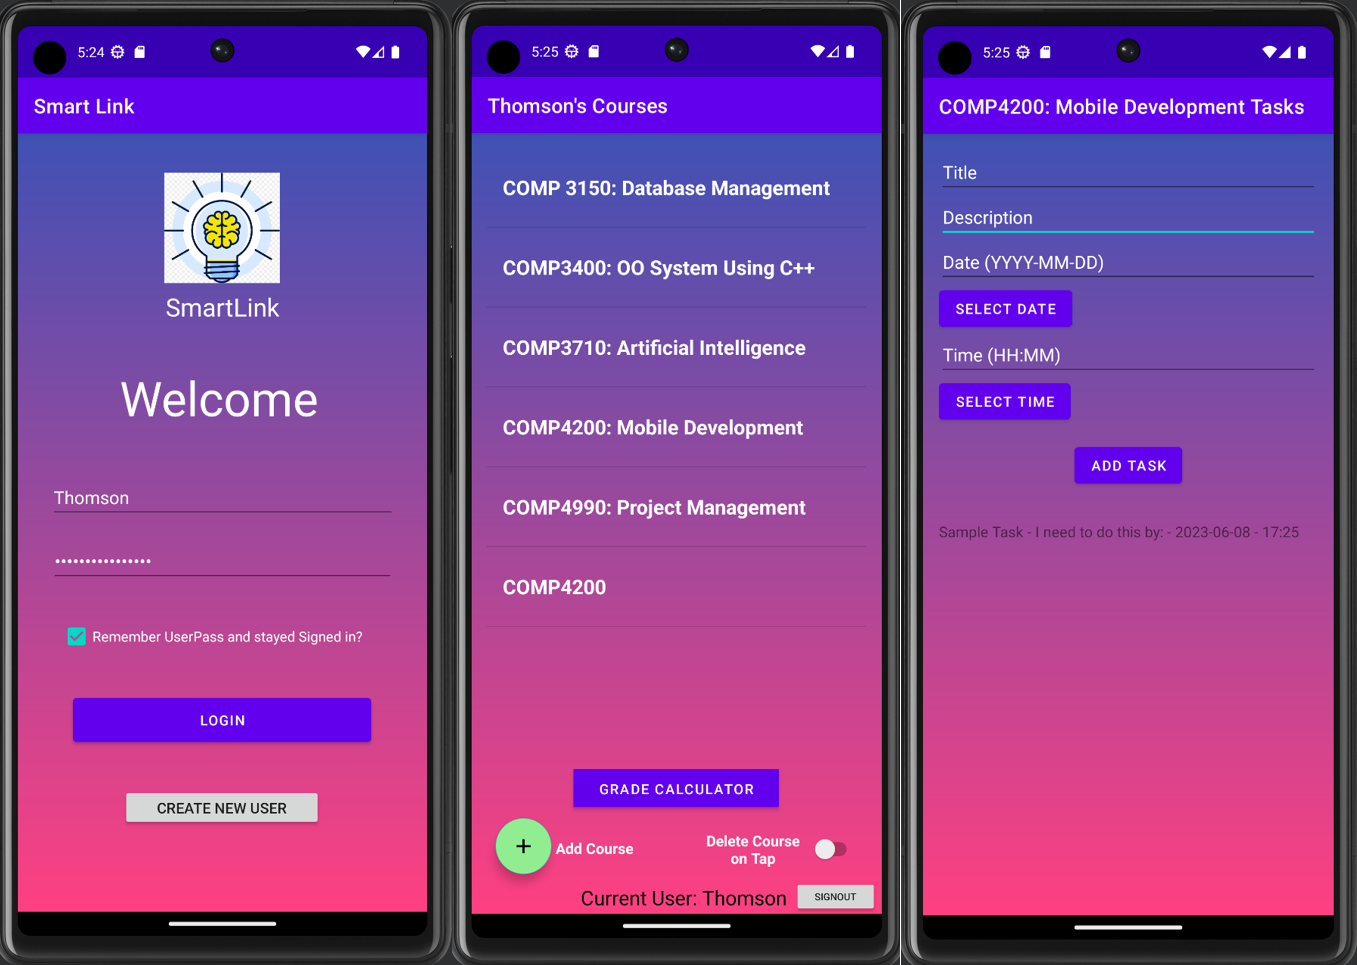 5:24
Smart Link
SmartLink
Welcome
Thomson
••••••••••••••••
Remember UserPass and stayed Signed in?
LOGIN
CREATE NEW USER
5:25
Thomson's Courses
COMP 3150: Database Management
COMP3400: OO System Using C++
COMP3710: Artificial Intelligence
COMP4200: Mobile Development
COMP4990: Project Management
COMP4200
GRADE CALCULATOR
+ Add Course
Delete Course
on Tap
Current User: Thomson
SIGNOUT
5:25
COMP4200: Mobile Development Tasks
Title
Description
Date (YYYY-MM-DD)
SELECT DATE
Time (HH:MM)
SELECT TIME
ADD TASK
Sample Task - I need to do this by: - 2023-06-08 - 17:25